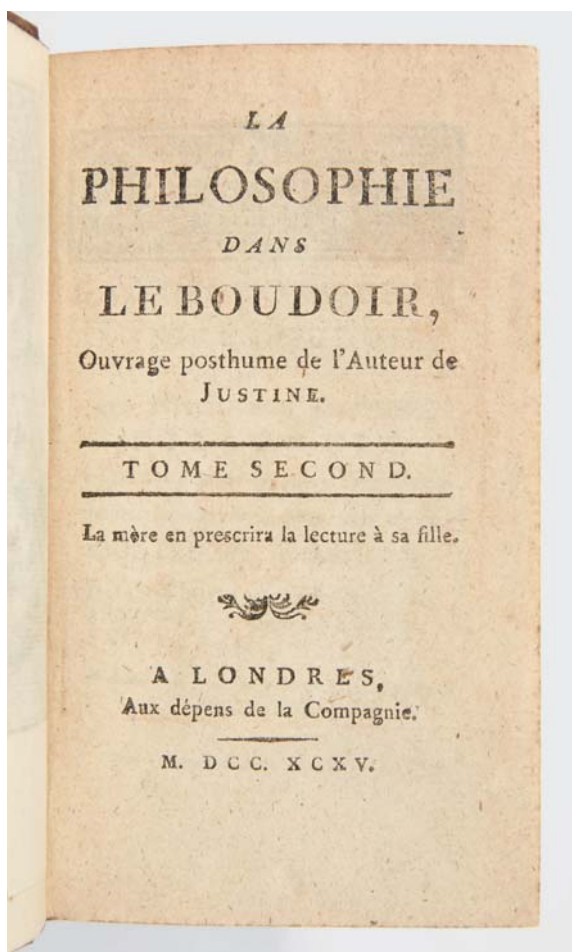 LA
PHILOSOPHIE
DANS
LE BOUDOIR,
Ouvrage posthume de l'Auteur de
JUSTINE.
TOME SECOND.
La mère en prescrira la lecture à sa fille.
A LONDRES,
Aux dépens de la Compagnie.
M. DCC. XCXV.